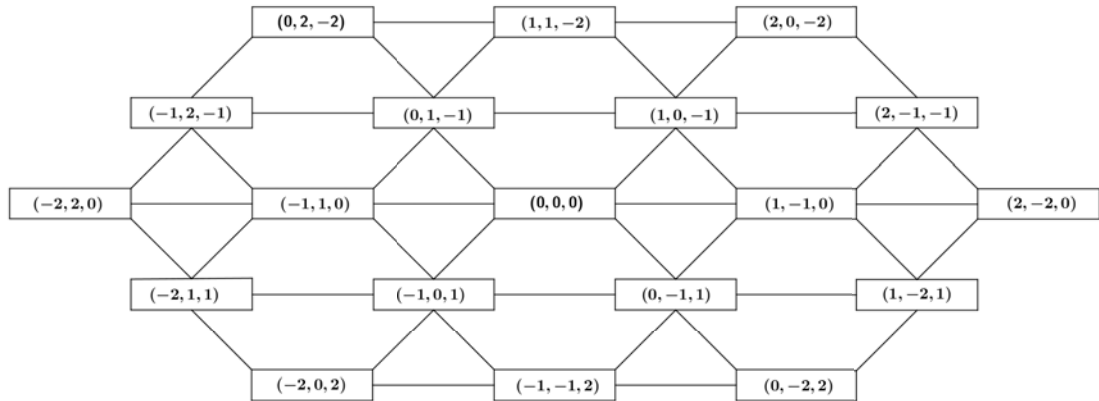 (0, 2, −2) (1, 1, −2) (2, 0, −2)
(−1, 2, −1) (0, 1, −1) (1, 0, −1) (2, −1, −1)
(−2, 2, 0) (−1, 1, 0) (0, 0, 0) (1, −1, 0) (2, −2, 0)
(−2, 1, 1) (−1, 0, 1) (0, −1, 1) (1, −2, 1)
(−2, 0, 2) (−1, −1, 2) (0, −2, 2)